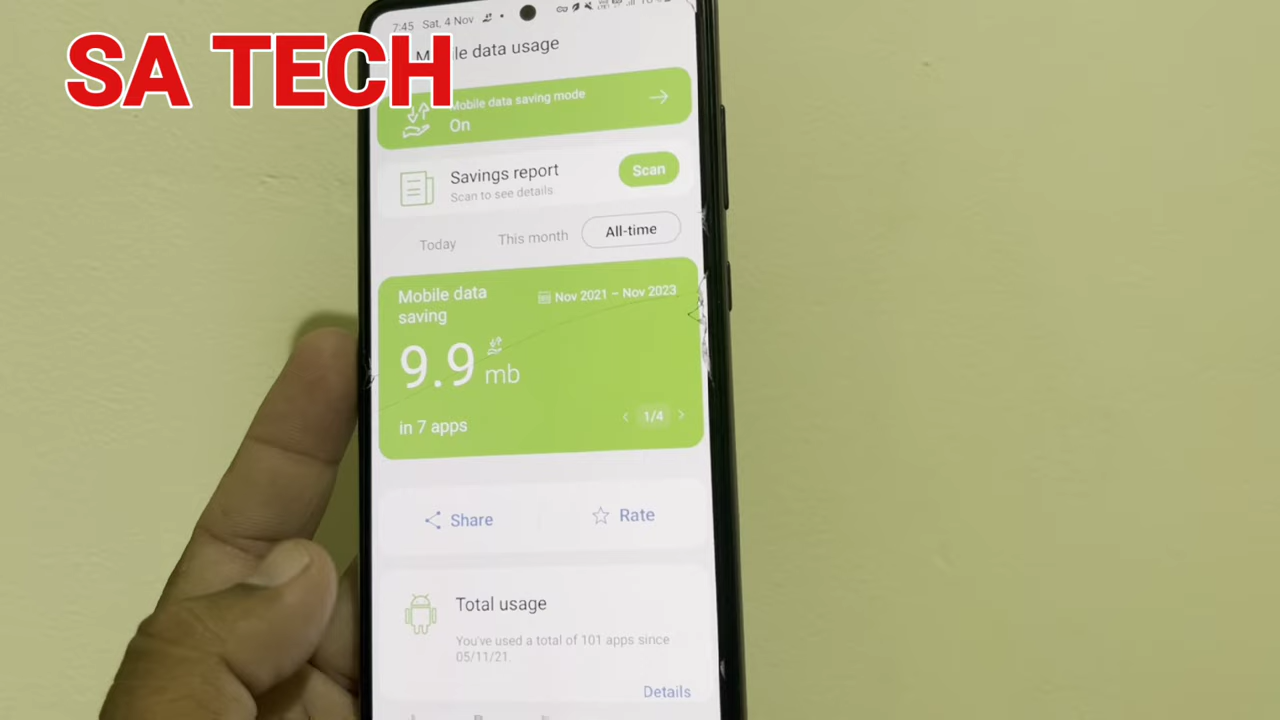 7:45 Sat, 4 Nov
SA TECH
Mobile data usage
Mobile data saving mode
On
Savings report
Scan to see details
Scan
Today
This month
All-time
Mobile data
saving
Nov 2021 – Nov 2023
9.9 mb
in 7 apps
1/4
Share
Rate
Total usage
You've used a total of 101 apps since
05/11/21.
Details